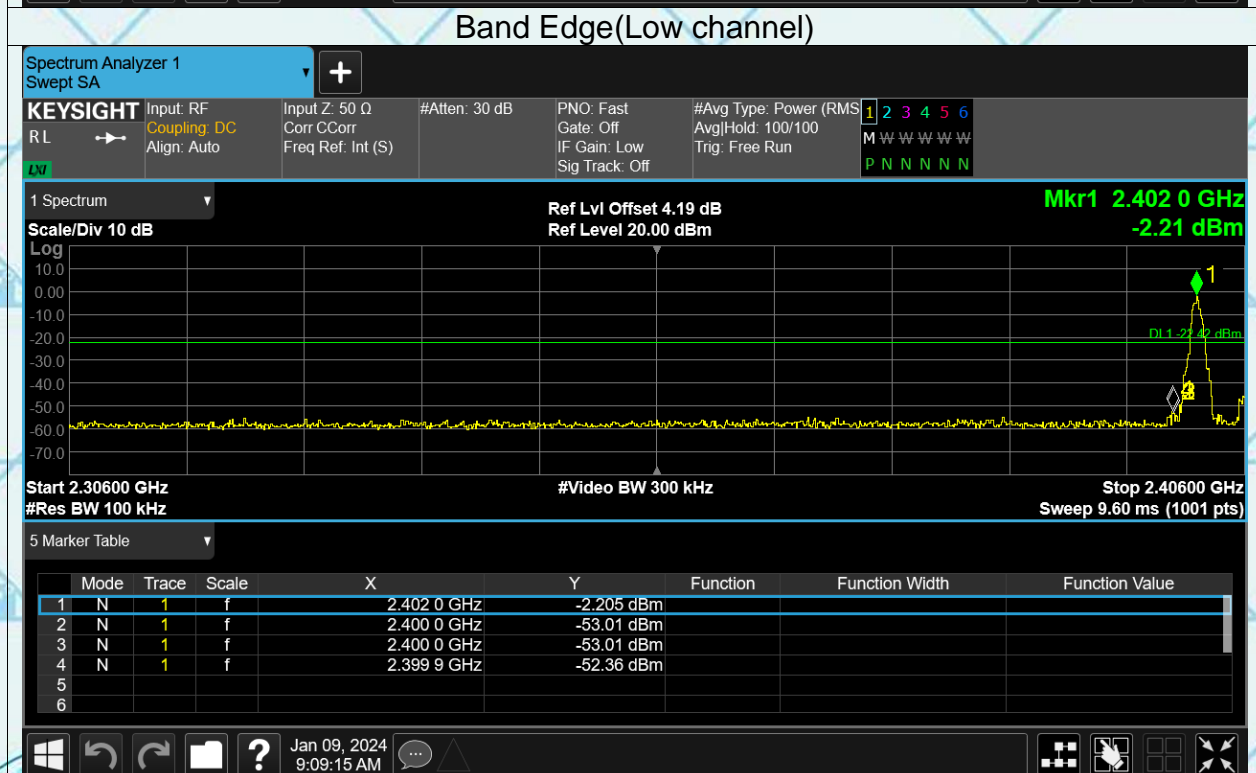 Band Edge(Low channel)
Spectrum Analyzer 1
Swept SA
KEYSIGHT
RL
LXI
Input: RF
Coupling: DC
Align: Auto
Input Z: 50 Ω
Corr CCorr
Freq Ref: Int (S)
#Atten: 30 dB
PNO: Fast
Gate: Off
IF Gain: Low
Sig Track: Off
#Avg Type: Power (RMS
Avg|Hold: 100/100
Trig: Free Run
1 2 3 4 5 6
M W W W W W
P N N N N N
1 Spectrum
Scale/Div 10 dB
Ref Lvl Offset 4.19 dB
Ref Level 20.00 dBm
Mkr1 2.402 0 GHz
-2.21 dBm
Log
10.0
0.00
-10.0
-20.0
-30.0
-40.0
-50.0
-60.0
-70.0
1
DL1 -22.42 dBm
Start 2.30600 GHz
#Video BW 300 kHz
Stop 2.40600 GHz
#Res BW 100 kHz
Sweep 9.60 ms (1001 pts)
5 Marker Table
Mode Trace Scale X Y Function Function Width Function Value
1 N 1 f 2.402 0 GHz -2.205 dBm
2 N 1 f 2.400 0 GHz -53.01 dBm
3 N 1 f 2.400 0 GHz -53.01 dBm
4 N 1 f 2.399 9 GHz -52.36 dBm
5
6
?
Jan 09, 2024
9:09:15 AM